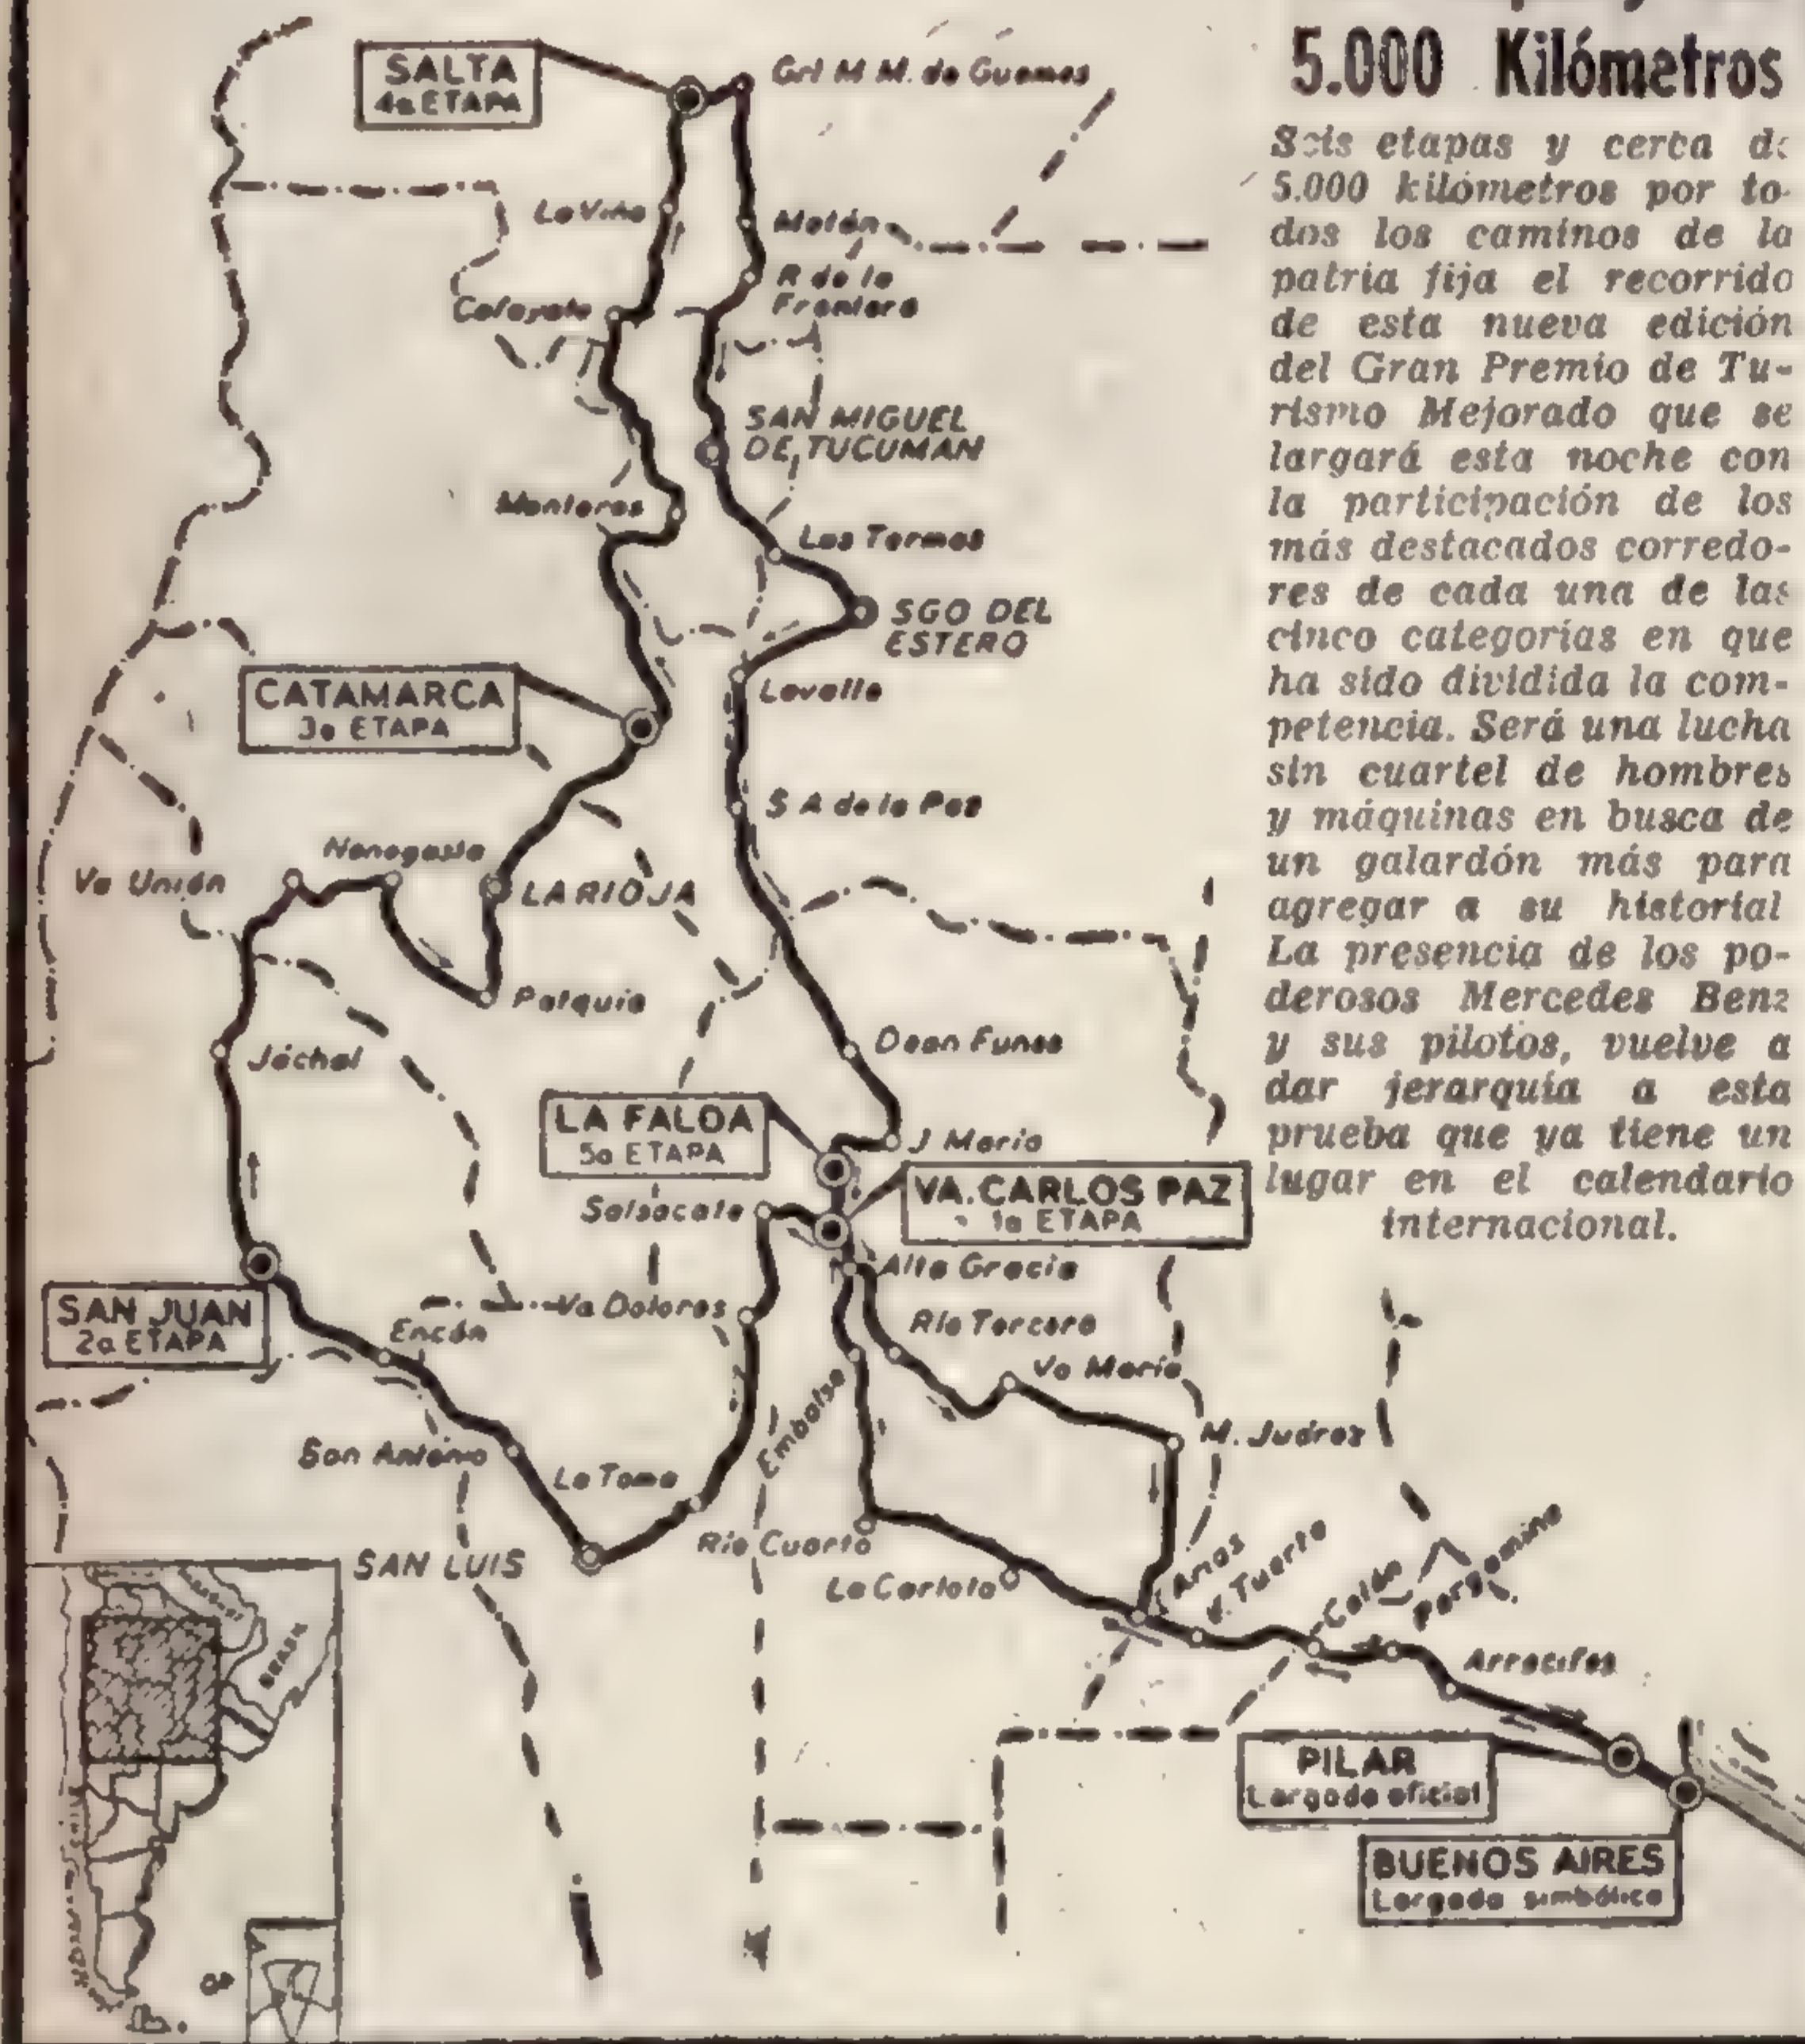 5.000 Kilómetros
Seis etapas y cerca de
5.000 kilómetros por to-
dos los caminos de la
patria fija el recorrido
de esta nueva edición
del Gran Premio de Tu-
rismo Mejorado que se
largará esta noche con
la participación de los
más destacados corredo-
res de cada una de las
cinco categorías en que
ha sido dividida la com-
petencia. Será una lucha
sin cuartel de hombres
y máquinas en busca de
un galardón más para
agregar a su historial
La presencia de los po-
derosos Mercedes Benz
y sus pilotos, vuelve a
dar jerarquía a esta
prueba que ya tiene un
lugar en el calendario
internacional.
SALTA
4a ETAPA
Grl M M. de Guemes
La Viña
Metán
R de la
Frontera
Cafayate
SAN MIGUEL
DE TUCUMAN
Monteros
Las Termas
SGO DEL
ESTERO
CATAMARCA
3a ETAPA
Lavalle
S A de la Paz
Nonogasta
Va Unión
LA RIOJA
Patquia
Jáchal
Dean Funes
LA FALDA
5a ETAPA
J Maria
VA. CARLOS PAZ
1a ETAPA
Salsacate
Alta Gracia
SAN JUAN
2a ETAPA
Va Dolores
Encón
Río Tercero
Va María
Embalse
M. Juárez
San Antonio
La Toma
Río Cuarto
SAN LUIS
La Carlota
Arias
V. Tuerto
Colón
Pergamino
Arrecifes
PILAR
Largada oficial
BUENOS AIRES
Largada simbólica
BRASIL